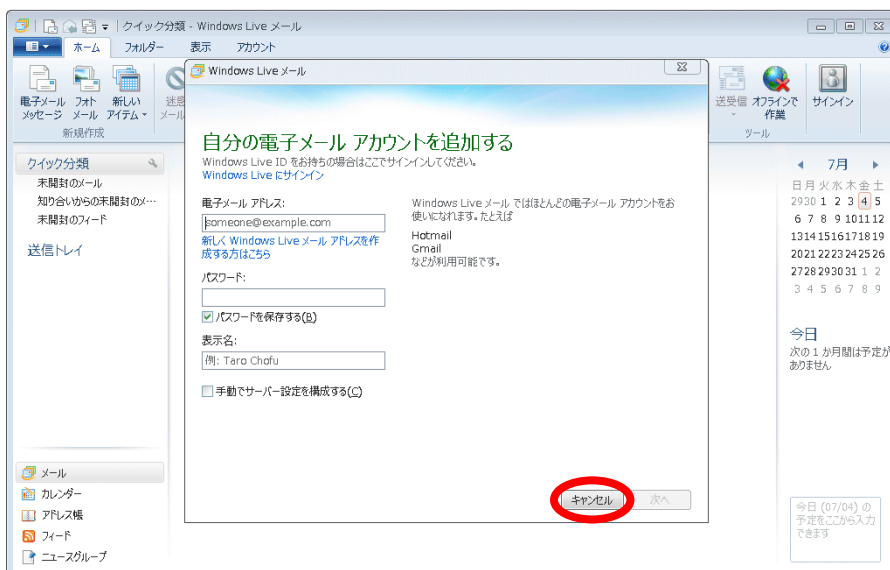 クイック分類 - Windows Live メール
ホーム フォルダー 表示 アカウント
電子メール メッセージ
フォト メール
新しい アイテム
新規作成
送受信
オフラインで 作業
サインイン
ツール
クイック分類
未開封のメール
知り合いからの未開封のメ…
未開封のフィード
送信トレイ
メール
カレンダー
アドレス帳
フィード
ニュースグループ
Windows Live メール
自分の電子メール アカウントを追加する
Windows Live ID をお持ちの場合はここでサインインしてください。
Windows Live にサインイン
電子メール アドレス:
someone@example.com
新しく Windows Live メール アドレスを作
成する方はこちら
パスワード:
パスワードを保存する(B)
表示名:
例: Taro Chofu
手動でサーバー設定を構成する(C)
Windows Live メール ではほとんどの電子メール アカウントをお
使いになれます。たとえば
Hotmail
Gmail
などが利用可能です。
キャンセル 次へ
7月
日 月 火 水 木 金 土
29 30 1 2 3 4 5
6 7 8 9 10 11 12
13 14 15 16 17 18 19
20 21 22 23 24 25 26
27 28 29 30 31 1 2
3 4 5 6 7 8 9
今日
次の 1 か月間は予定が
ありません
今日 (07/04) の
予定をここから入力
できます